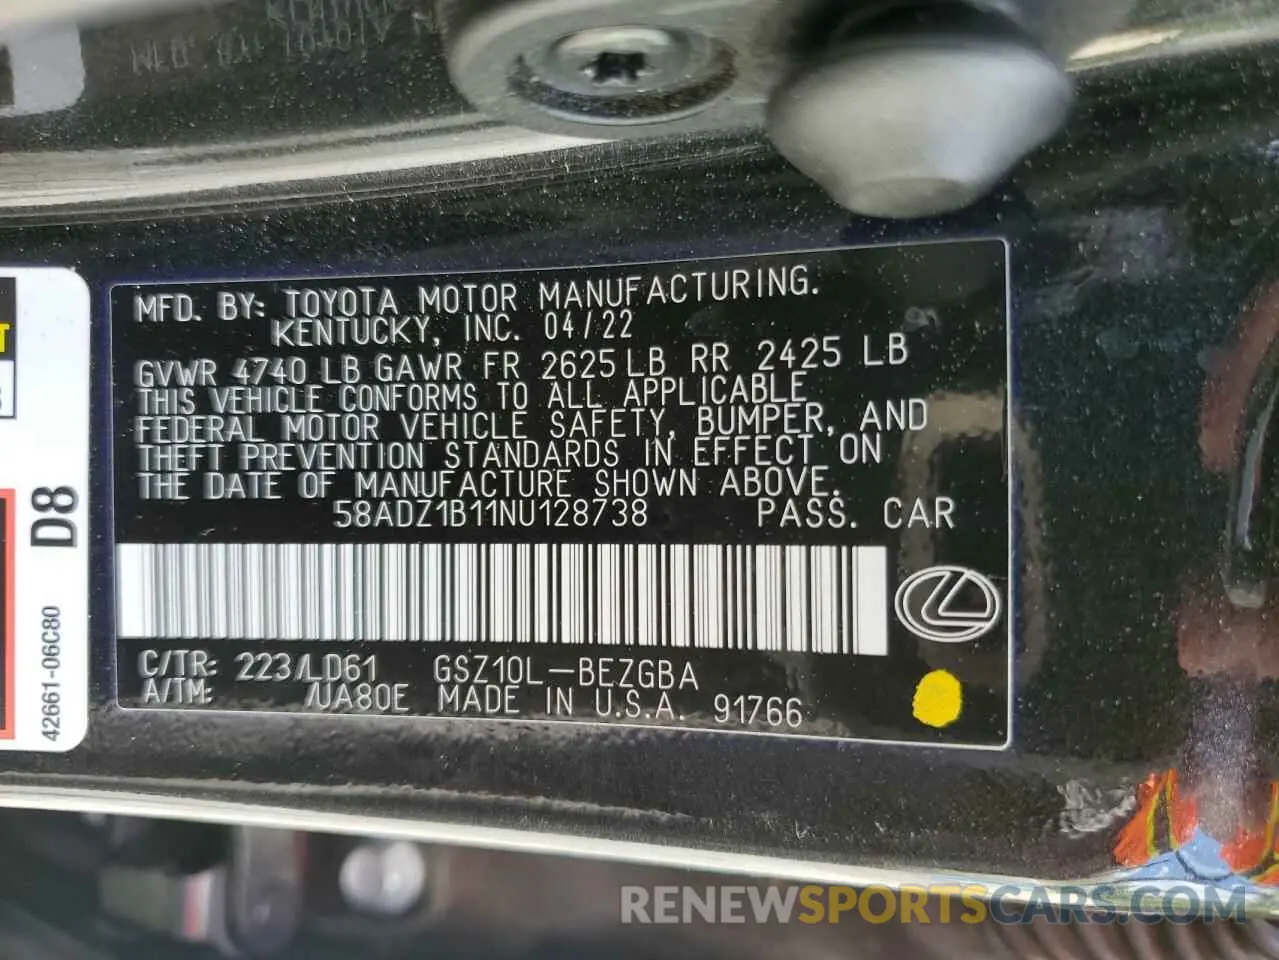 MFD. BY: TOYOTA MOTOR MANUFACTURING.
KENTUCKY, INC. 04/22
GVWR 4740 LB GAWR FR 2625 LB RR 2425 LB
THIS VEHICLE CONFORMS TO ALL APPLICABLE
FEDERAL MOTOR VEHICLE SAFETY, BUMPER, AND
THEFT PREVENTION STANDARDS IN EFFECT ON
THE DATE OF MANUFACTURE SHOWN ABOVE.
58ADZ1B11NU128738 PASS. CAR
C/TR: 223/LD61 GSZ10L-BEZGBA
A/TM: /UA80E MADE IN U.S.A. 91766
D8
42661-06C80
RENEWSPORTSCARS.COM